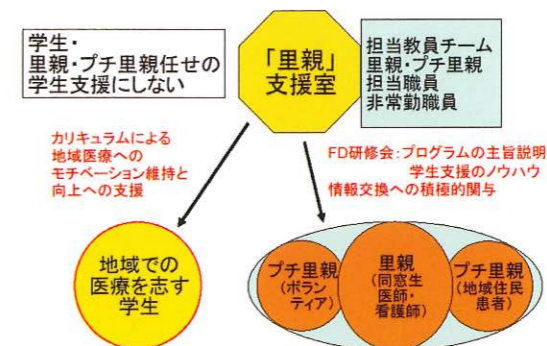 学生・
里親・プチ里親任せの
学生支援にしない
「里親」
支援室
担当教員チーム
里親・プチ里親
担当職員
非常勤職員
カリキュラムによる
地域医療への
モチベーション維持と
向上への支援
FD研修会：プログラムの主旨説明
学生支援のノウハウ
情報交換への積極的関与
地域での
医療を志す
学生
プチ里親
(ボラン
ティア)
里親
(同窓生
医師・
看護師)
プチ里親
(地域住民
患者)